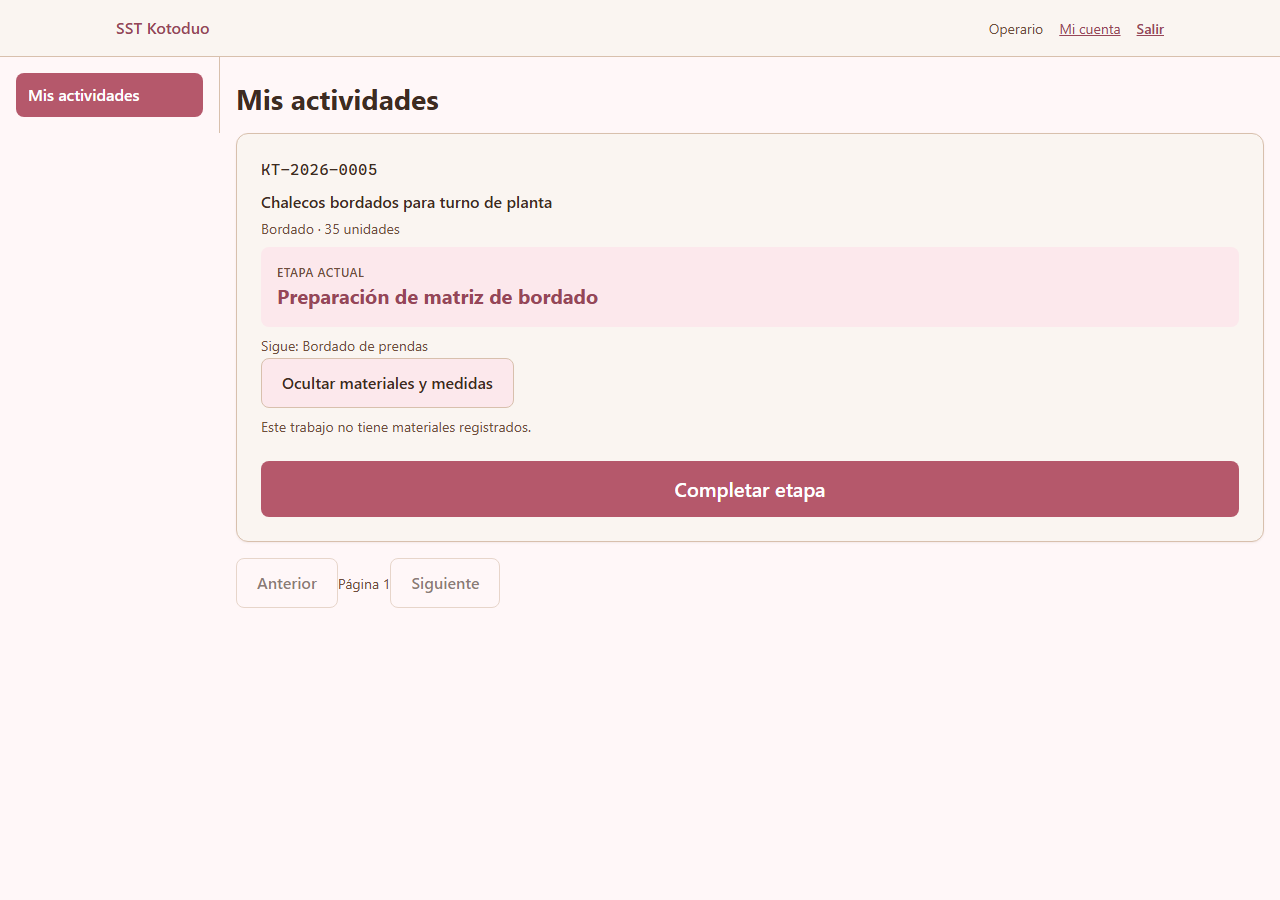 SST Kotoduo
Operario Mi cuenta Salir
Mis actividades
Mis actividades
KT-2026-0005
Chalecos bordados para turno de planta
Bordado · 35 unidades
ETAPA ACTUAL
Preparación de matriz de bordado
Sigue: Bordado de prendas
Ocultar materiales y medidas
Este trabajo no tiene materiales registrados.
Completar etapa
Anterior Página 1 Siguiente